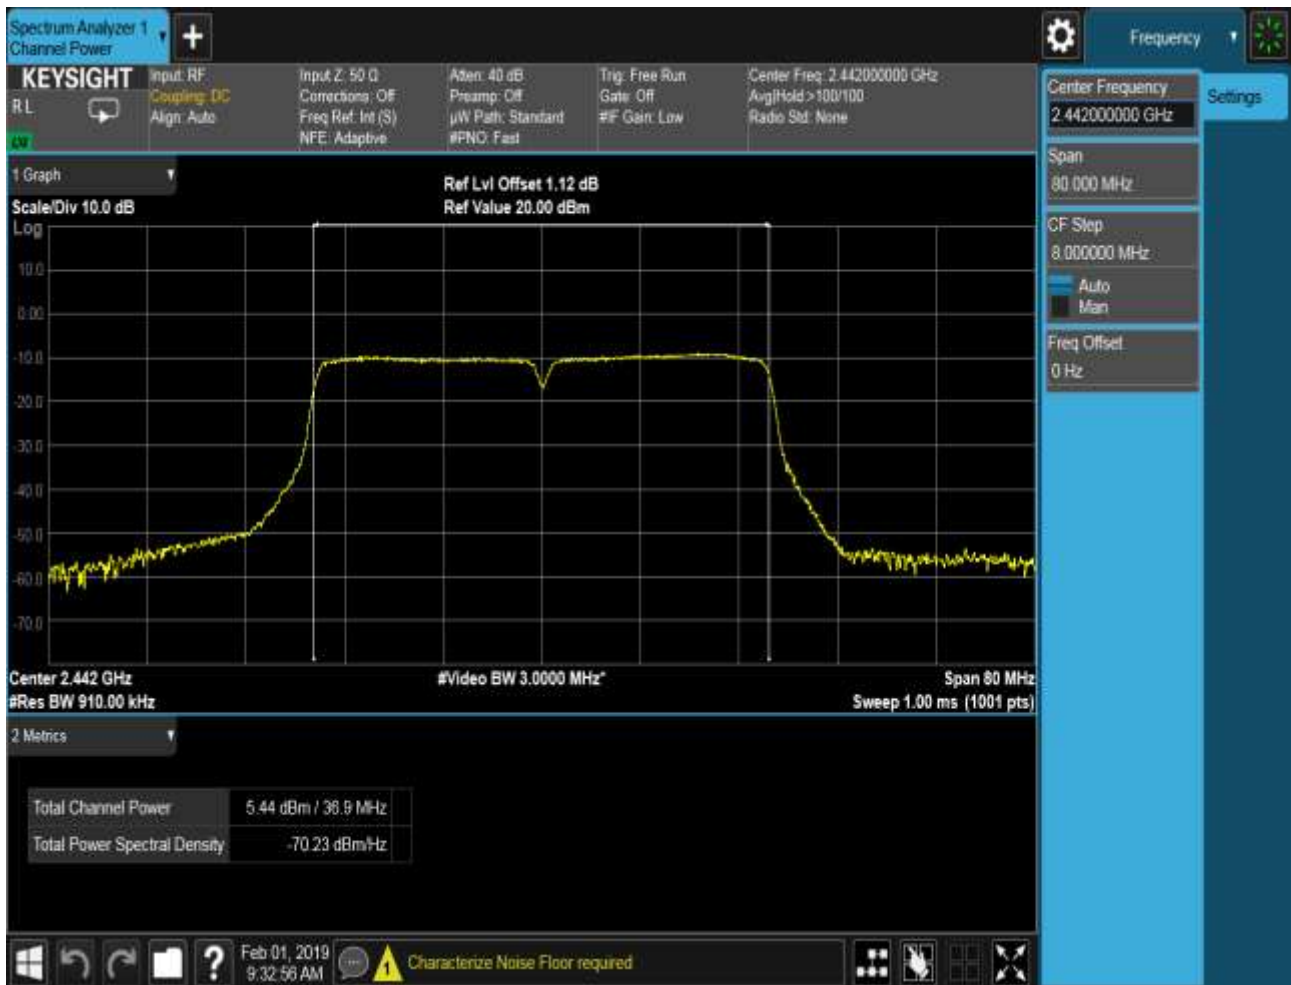 Spectrum Analyzer 1
Channel Power
+
Frequency
KEYSIGHT
R L
Input: RF
Coupling: DC
Align: Auto
Input Z: 50 Ω
Corrections: Off
Freq Ref: Int (S)
NFE: Adaptive
Atten: 40 dB
Preamp: Off
µW Path: Standard
#PNO: Fast
Trig: Free Run
Gate: Off
#IF Gain: Low
Center Freq: 2.442000000 GHz
Avg|Hold:>100/100
Radio Std: None
Center Frequency
2.442000000 GHz
Settings
Span
80.000 MHz
CF Step
8.000000 MHz
Auto
Man
Freq Offset
0 Hz
1 Graph
Scale/Div 10.0 dB
Ref Lvl Offset 1.12 dB
Ref Value 20.00 dBm
Log
10.0
0.00
-10.0
-20.0
-30.0
-40.0
-50.0
-60.0
-70.0
Center 2.442 GHz
#Res BW 910.00 kHz
#Video BW 3.0000 MHz*
Span 80 MHz
Sweep 1.00 ms (1001 pts)
2 Metrics
Total Channel Power 5.44 dBm / 36.9 MHz
Total Power Spectral Density -70.23 dBm/Hz
?
Feb 01, 2019
9:32:56 AM
1
Characterize Noise Floor required